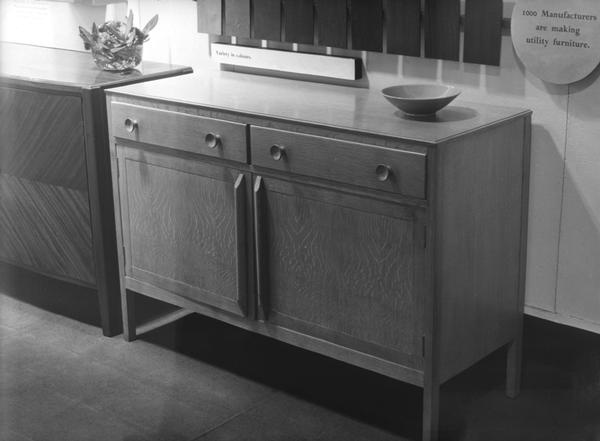 Variety in colours.
1000 Manufacturers
are making
utility furniture.